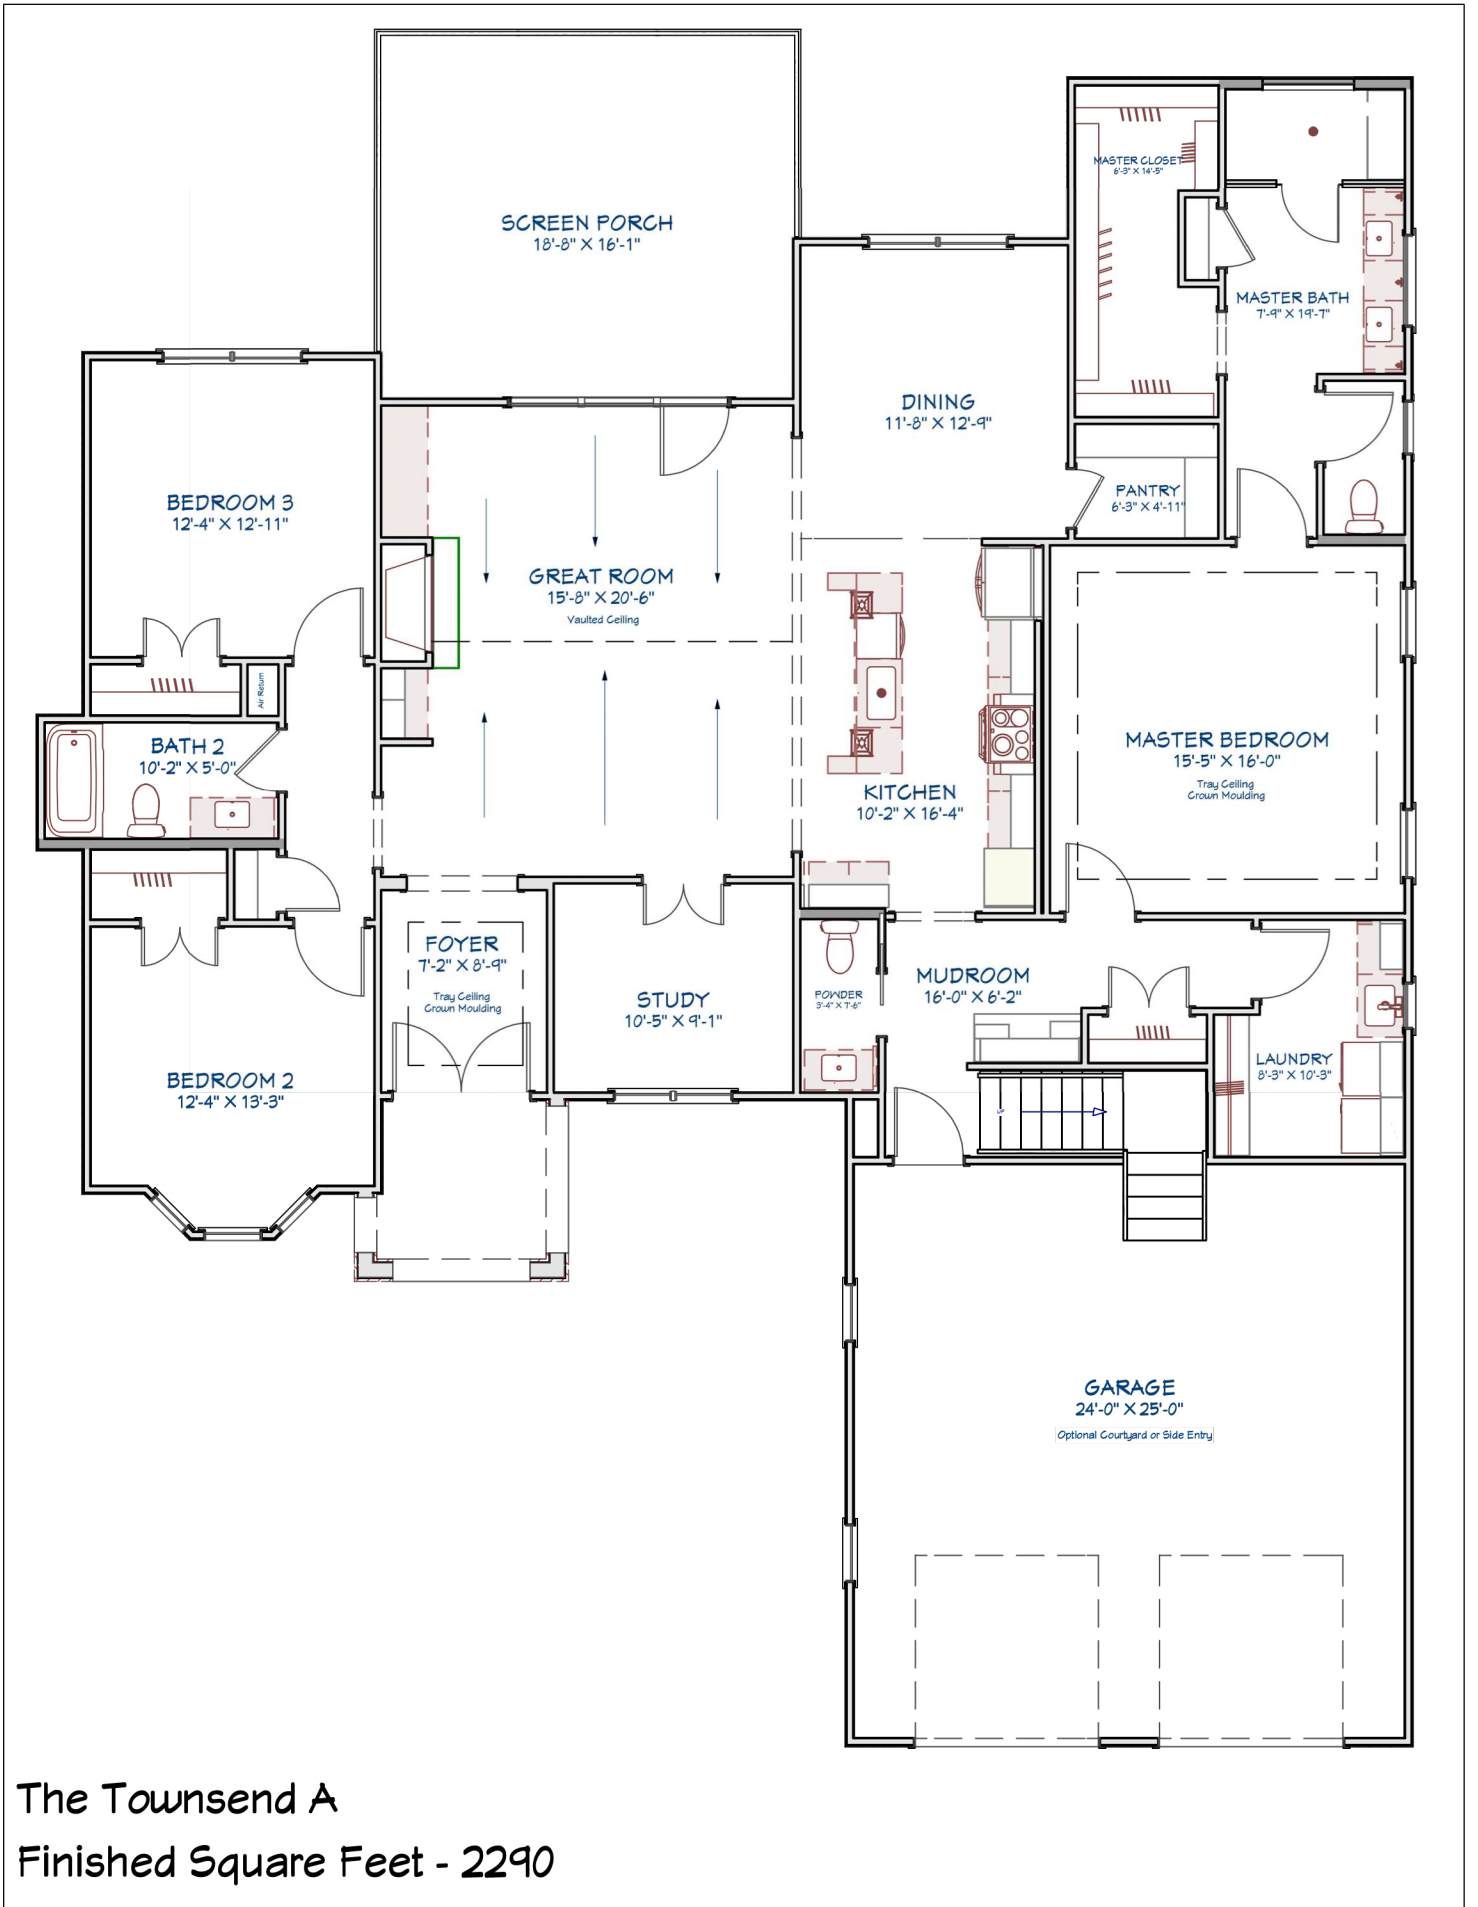 SCREEN PORCH
18'-8" X 16'-1"
MASTER CLOSET
6'-3" X 14'-5"
MASTER BATH
7'-9" X 19'-7"
DINING
11'-8" X 12'-9"
BEDROOM 3
12'-4" X 12'-11"
PANTRY
6'-3" X 4'-11"
GREAT ROOM
15'-8" X 20'-6"
Vaulted Ceiling
Air Return
BATH 2
10'-2" X 5'-0"
MASTER BEDROOM
15'-5" X 16'-0"
Tray Ceiling
Crown Moulding
KITCHEN
10'-2" X 16'-4"
FOYER
7'-2" X 8'-9"
Tray Ceiling
Crown Moulding
STUDY
10'-5" X 9'-1"
POWDER
3'-4" X 7'-6"
MUDROOM
16'-0" X 6'-2"
LAUNDRY
8'-3" X 10'-3"
BEDROOM 2
12'-4" X 13'-3"
UP
GARAGE
24'-0" X 25'-0"
Optional Courtyard or Side Entry
The Townsend A
Finished Square Feet - 2290